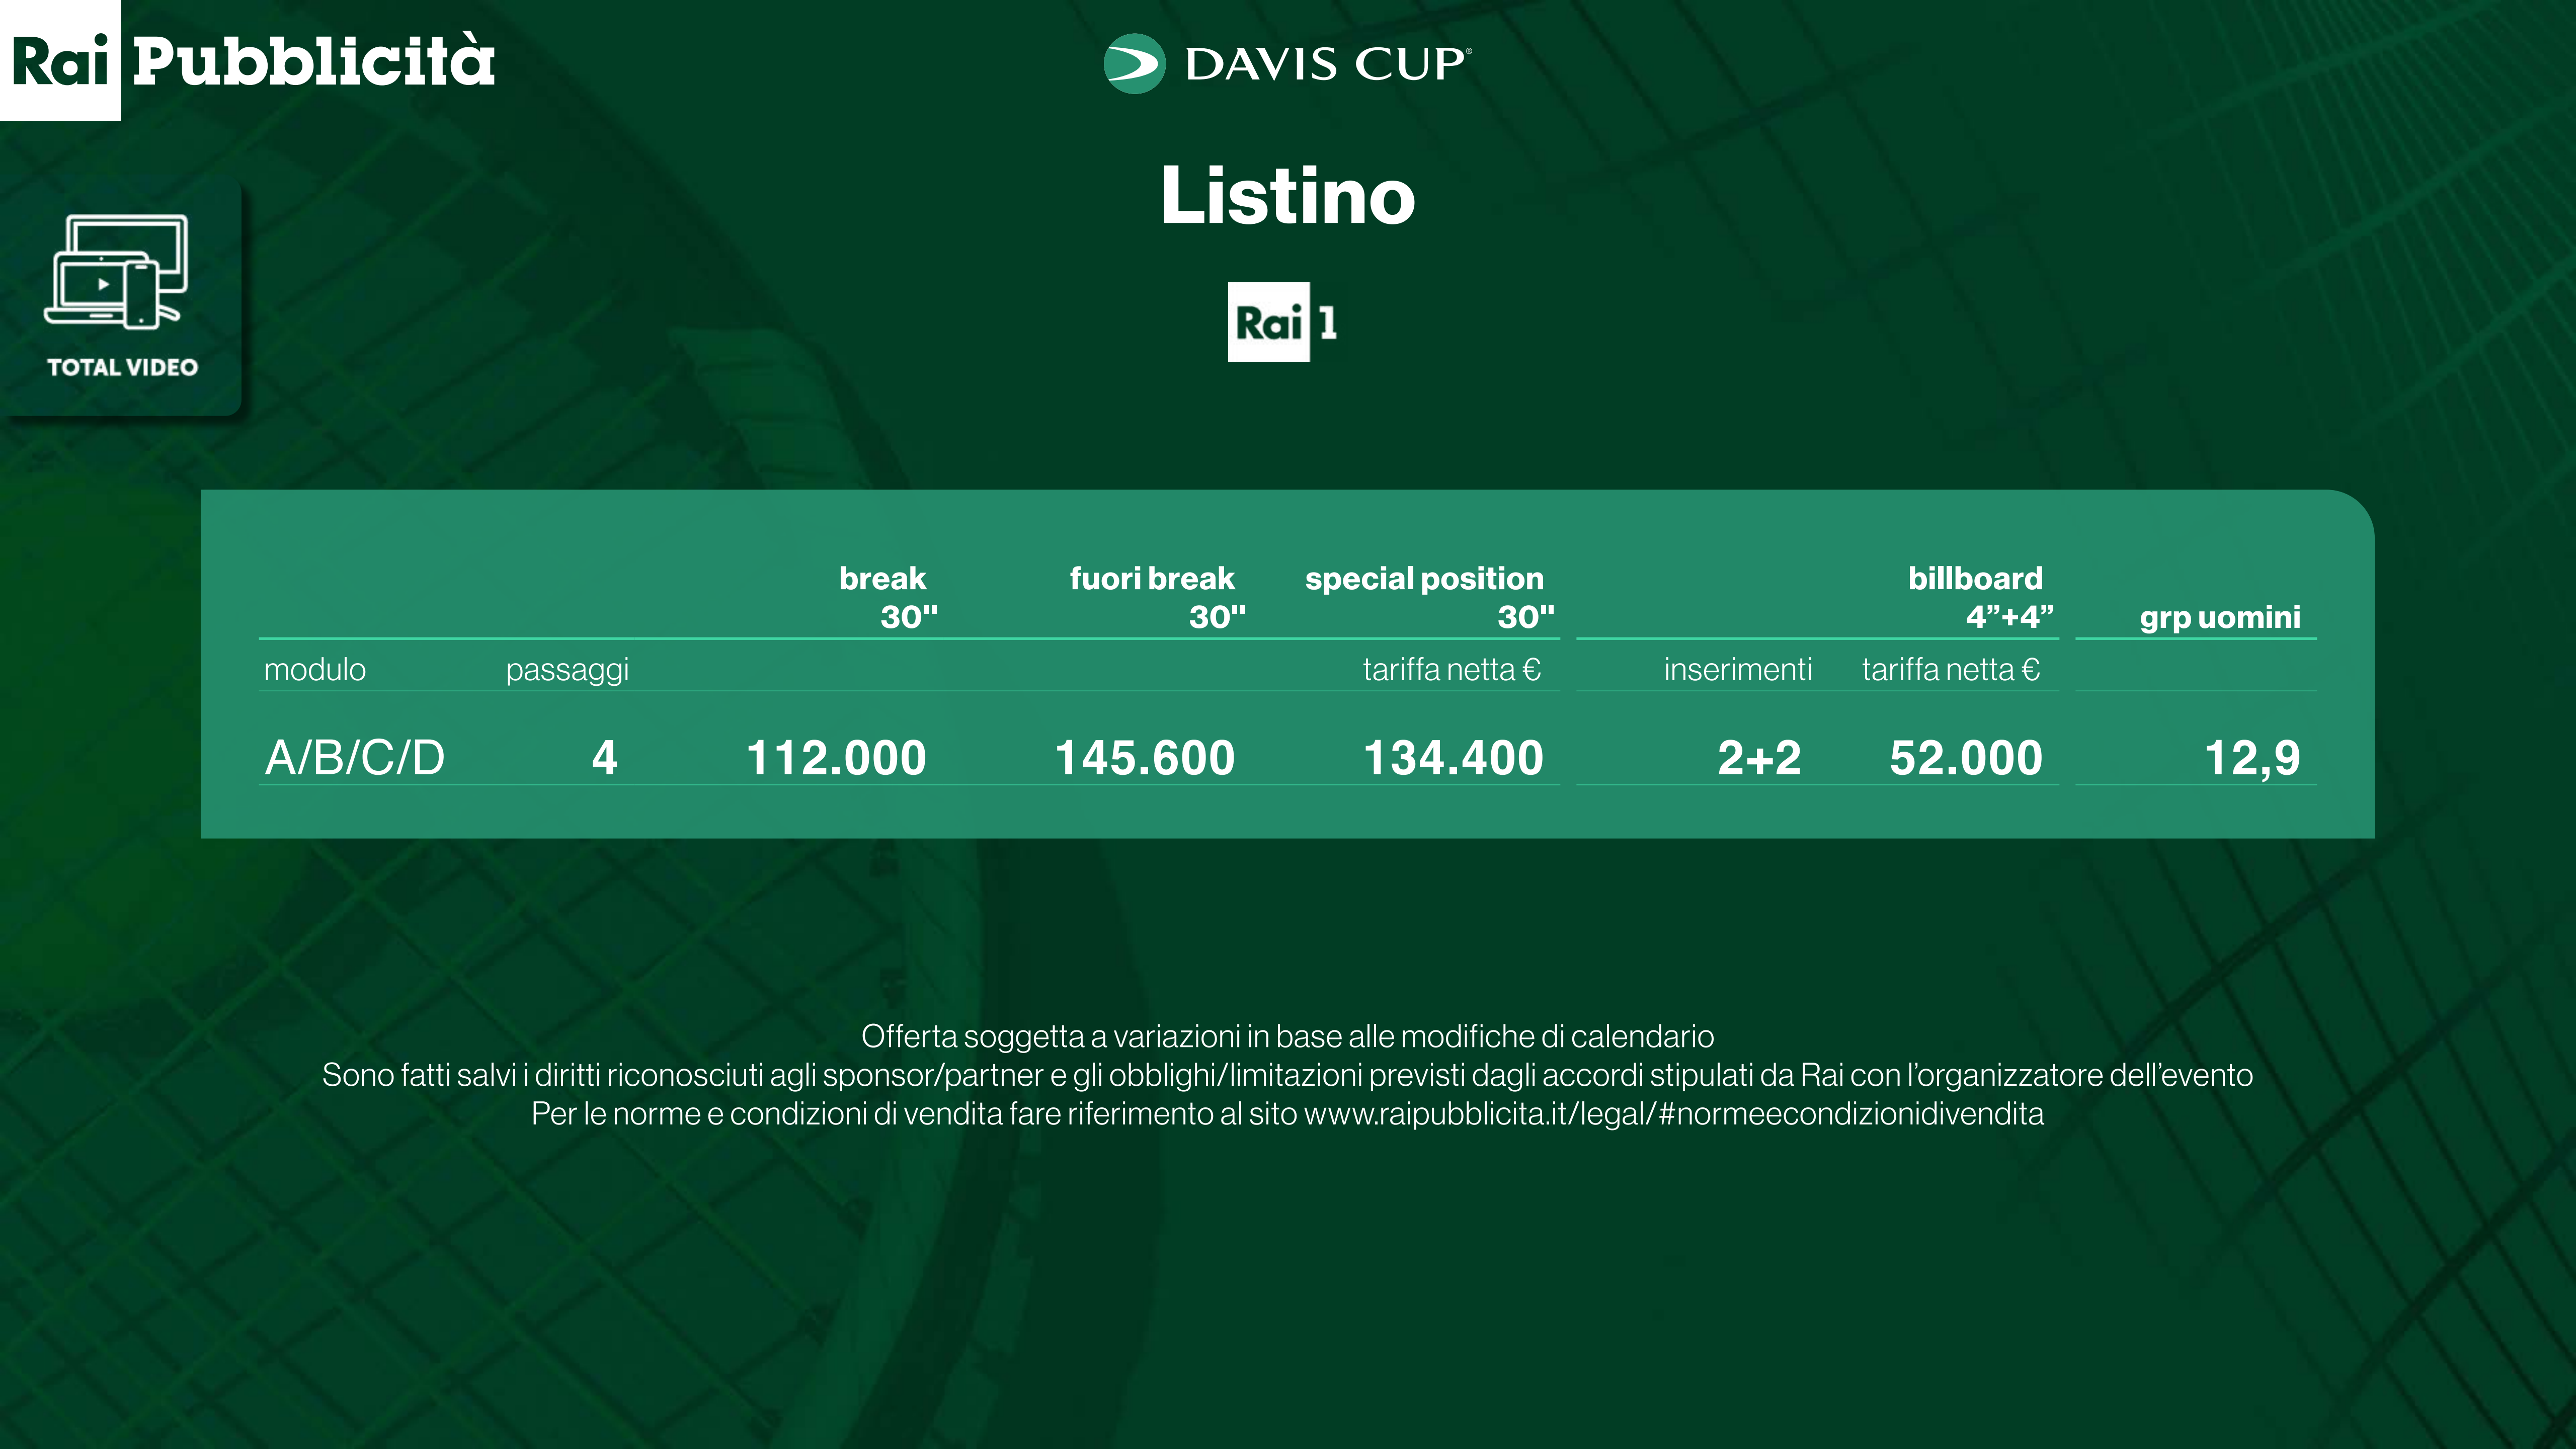 Rai Pubblicità
DAVIS CUP®
Listino
Rai 1
TOTAL VIDEO
break fuori break special position billboard
30" 30" 30" 4”+4” grp uomini
modulo passaggi tariffa netta € inserimenti tariffa netta €
A/B/C/D 4 112.000 145.600 134.400 2+2 52.000 12,9
Offerta soggetta a variazioni in base alle modifiche di calendario
Sono fatti salvi i diritti riconosciuti agli sponsor/partner e gli obblighi/limitazioni previsti dagli accordi stipulati da Rai con l’organizzatore dell’evento
Per le norme e condizioni di vendita fare riferimento al sito www.raipubblicita.it/legal/#normeecondizionidivendita